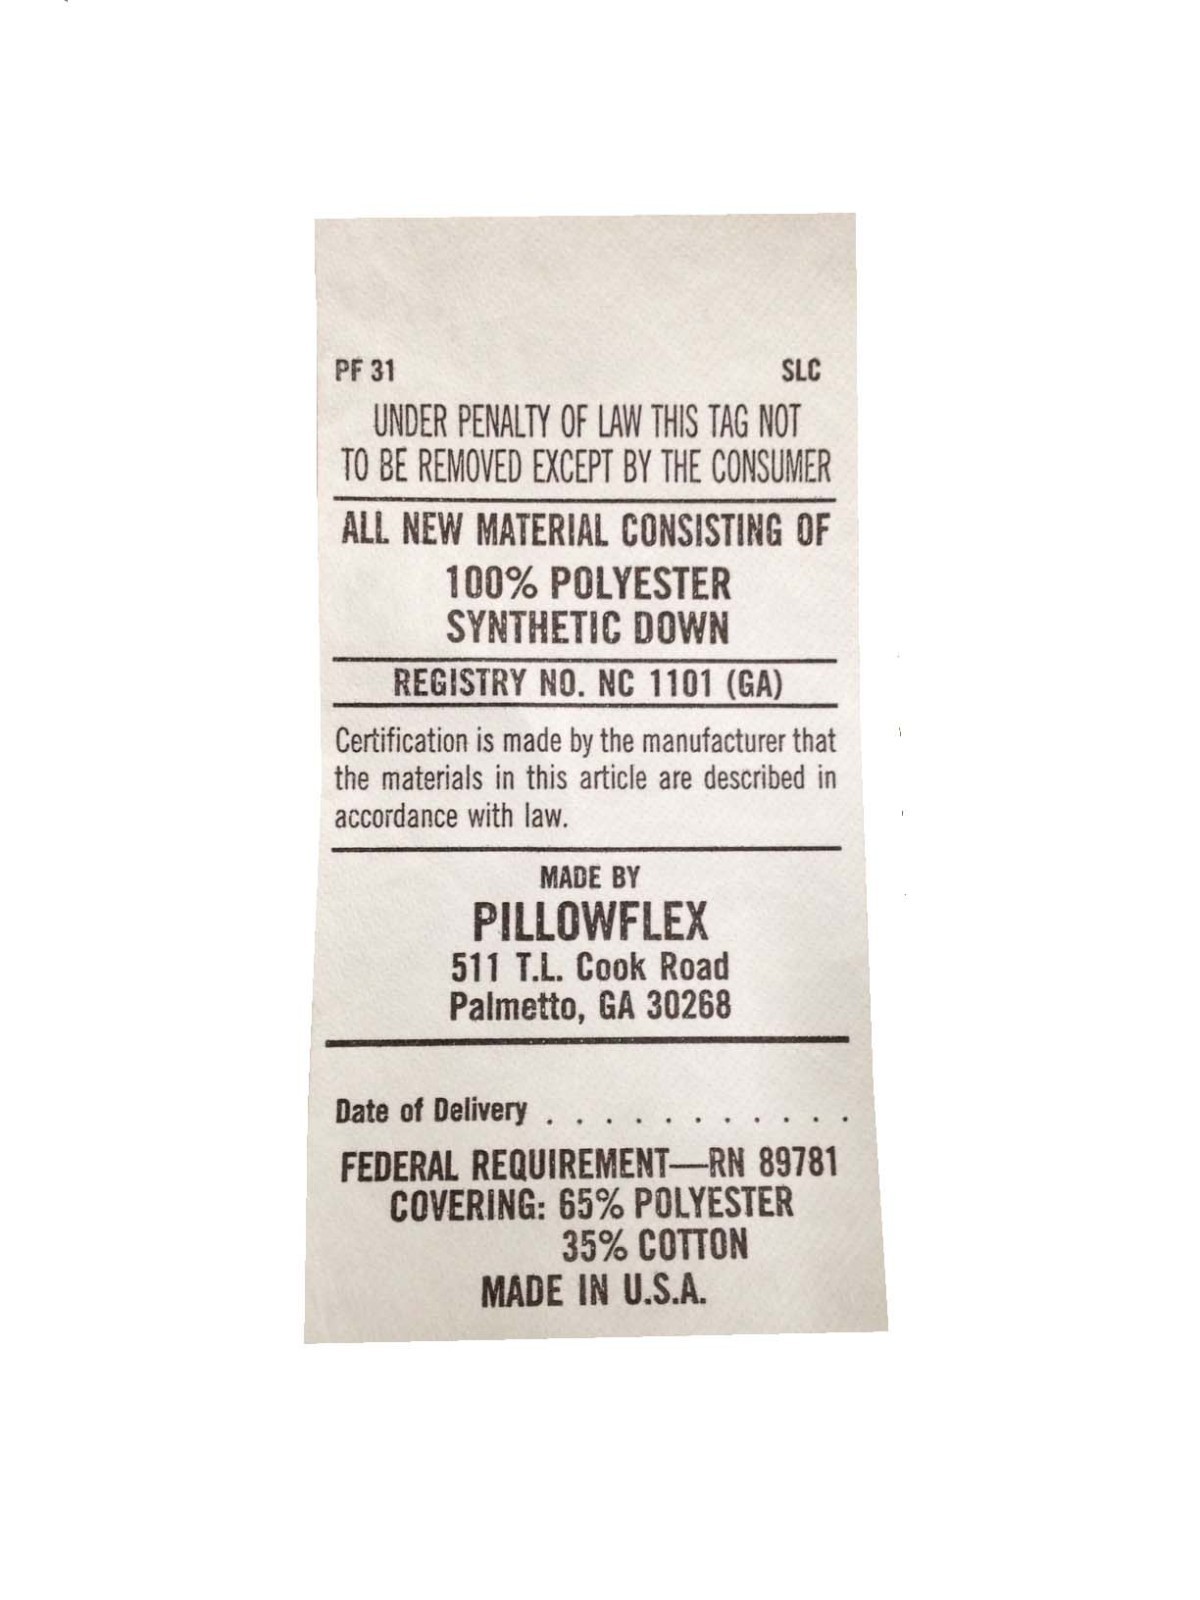 PF 31 SLC
UNDER PENALTY OF LAW THIS TAG NOT
TO BE REMOVED EXCEPT BY THE CONSUMER
ALL NEW MATERIAL CONSISTING OF
100% POLYESTER
SYNTHETIC DOWN
REGISTRY NO. NC 1101 (GA)
Certification is made by the manufacturer that
the materials in this article are described in
accordance with law.
MADE BY
PILLOWFLEX
511 T.L. Cook Road
Palmetto, GA 30268
Date of Delivery . . . . . . . . . . .
FEDERAL REQUIREMENT—RN 89781
COVERING: 65% POLYESTER
35% COTTON
MADE IN U.S.A.